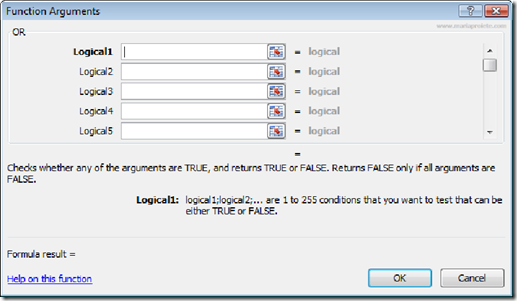 Function Arguments
OR
Logical1 = logical
Logical2 = logical
Logical3 = logical
Logical4 = logical
Logical5 = logical
=
Checks whether any of the arguments are TRUE, and returns TRUE or FALSE. Returns FALSE only if all arguments are
FALSE.
Logical1: logical1;logical2;... are 1 to 255 conditions that you want to test that can be
either TRUE or FALSE.
Formula result =
Help on this function
OK Cancel